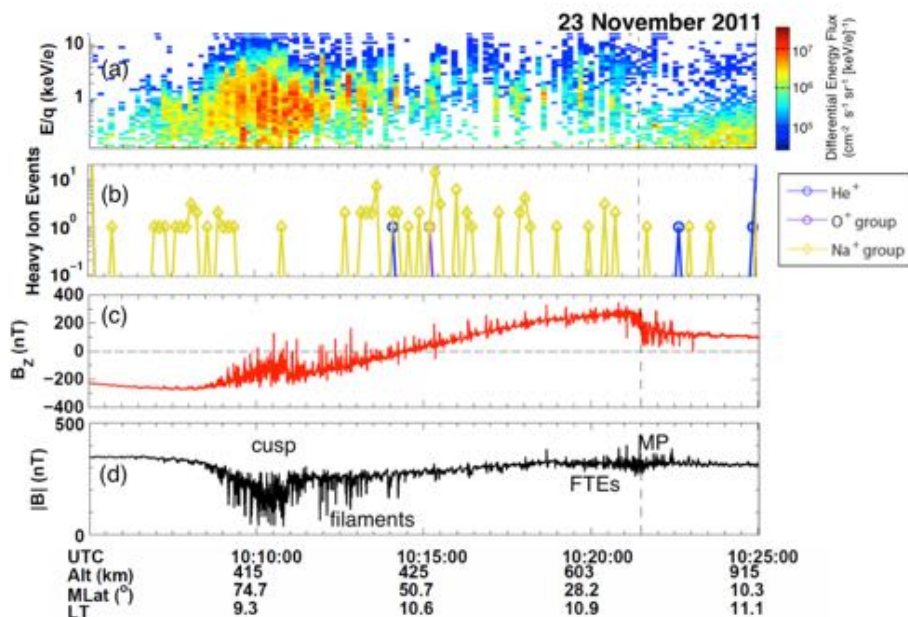 23 November 2011
(a)
E/q (keV/e)
10
1
10⁷
10⁶
10⁵
Differential Energy Flux
(cm⁻² s⁻¹ sr⁻¹ [keV/e]⁻¹)
(b)
Heavy Ion Events
10¹
10⁰
10⁻¹
He⁺
O⁺ group
Na⁺ group
(c)
B_Z (nT)
400
200
0
−200
−400
(d)
|B| (nT)
500
0
cusp
filaments
FTEs
MP
UTC 10:10:00 10:15:00 10:20:00 10:25:00
Alt (km) 415 425 603 915
MLat (°) 74.7 50.7 28.2 10.3
LT 9.3 10.6 10.9 11.1